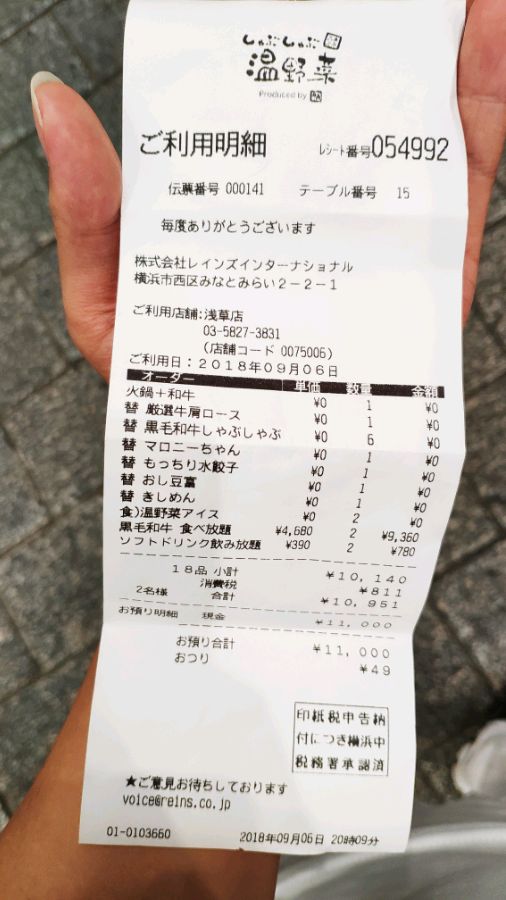 しゃぶしゃぶ
温野菜
Produced by
ご利用明細 ﾚｼｰﾄ番号054992
伝票番号 000141 テーブル番号 15
毎度ありがとうございます
株式会社レインズインターナショナル
横浜市西区みなとみらい2-2-1
ご利用店舗:浅草店
03-5827-3831
(店舗コード 0075006)
ご利用日:2018年09月06日
オーダー 単価 数量 金額
火鍋+和牛 ¥0 1 ¥0
替 厳選牛肩ロース ¥0 1 ¥0
替 黒毛和牛しゃぶしゃぶ ¥0 6 ¥0
替 マロニーちゃん ¥0 1 ¥0
替 もっちり水餃子 ¥0 1 ¥0
替 おし豆富 ¥0 1 ¥0
替 きしめん ¥0 1 ¥0
食)温野菜アイス ¥0 2 ¥0
黒毛和牛 食べ放題 ¥4,680 2 ¥9,360
ソフトドリンク飲み放題 ¥390 2 ¥780
18品 小計 ¥10,140
消費税 ¥811
2名様 合計 ¥10,951
お預り明細 現金 ¥11,000
お預り合計 ¥11,000
おつり ¥49
印紙税申告納
付につき横浜中
税務署承認済
★ご意見お待ちしております
voice@reins.co.jp
01-0103660 2018年09月06日 20時09分